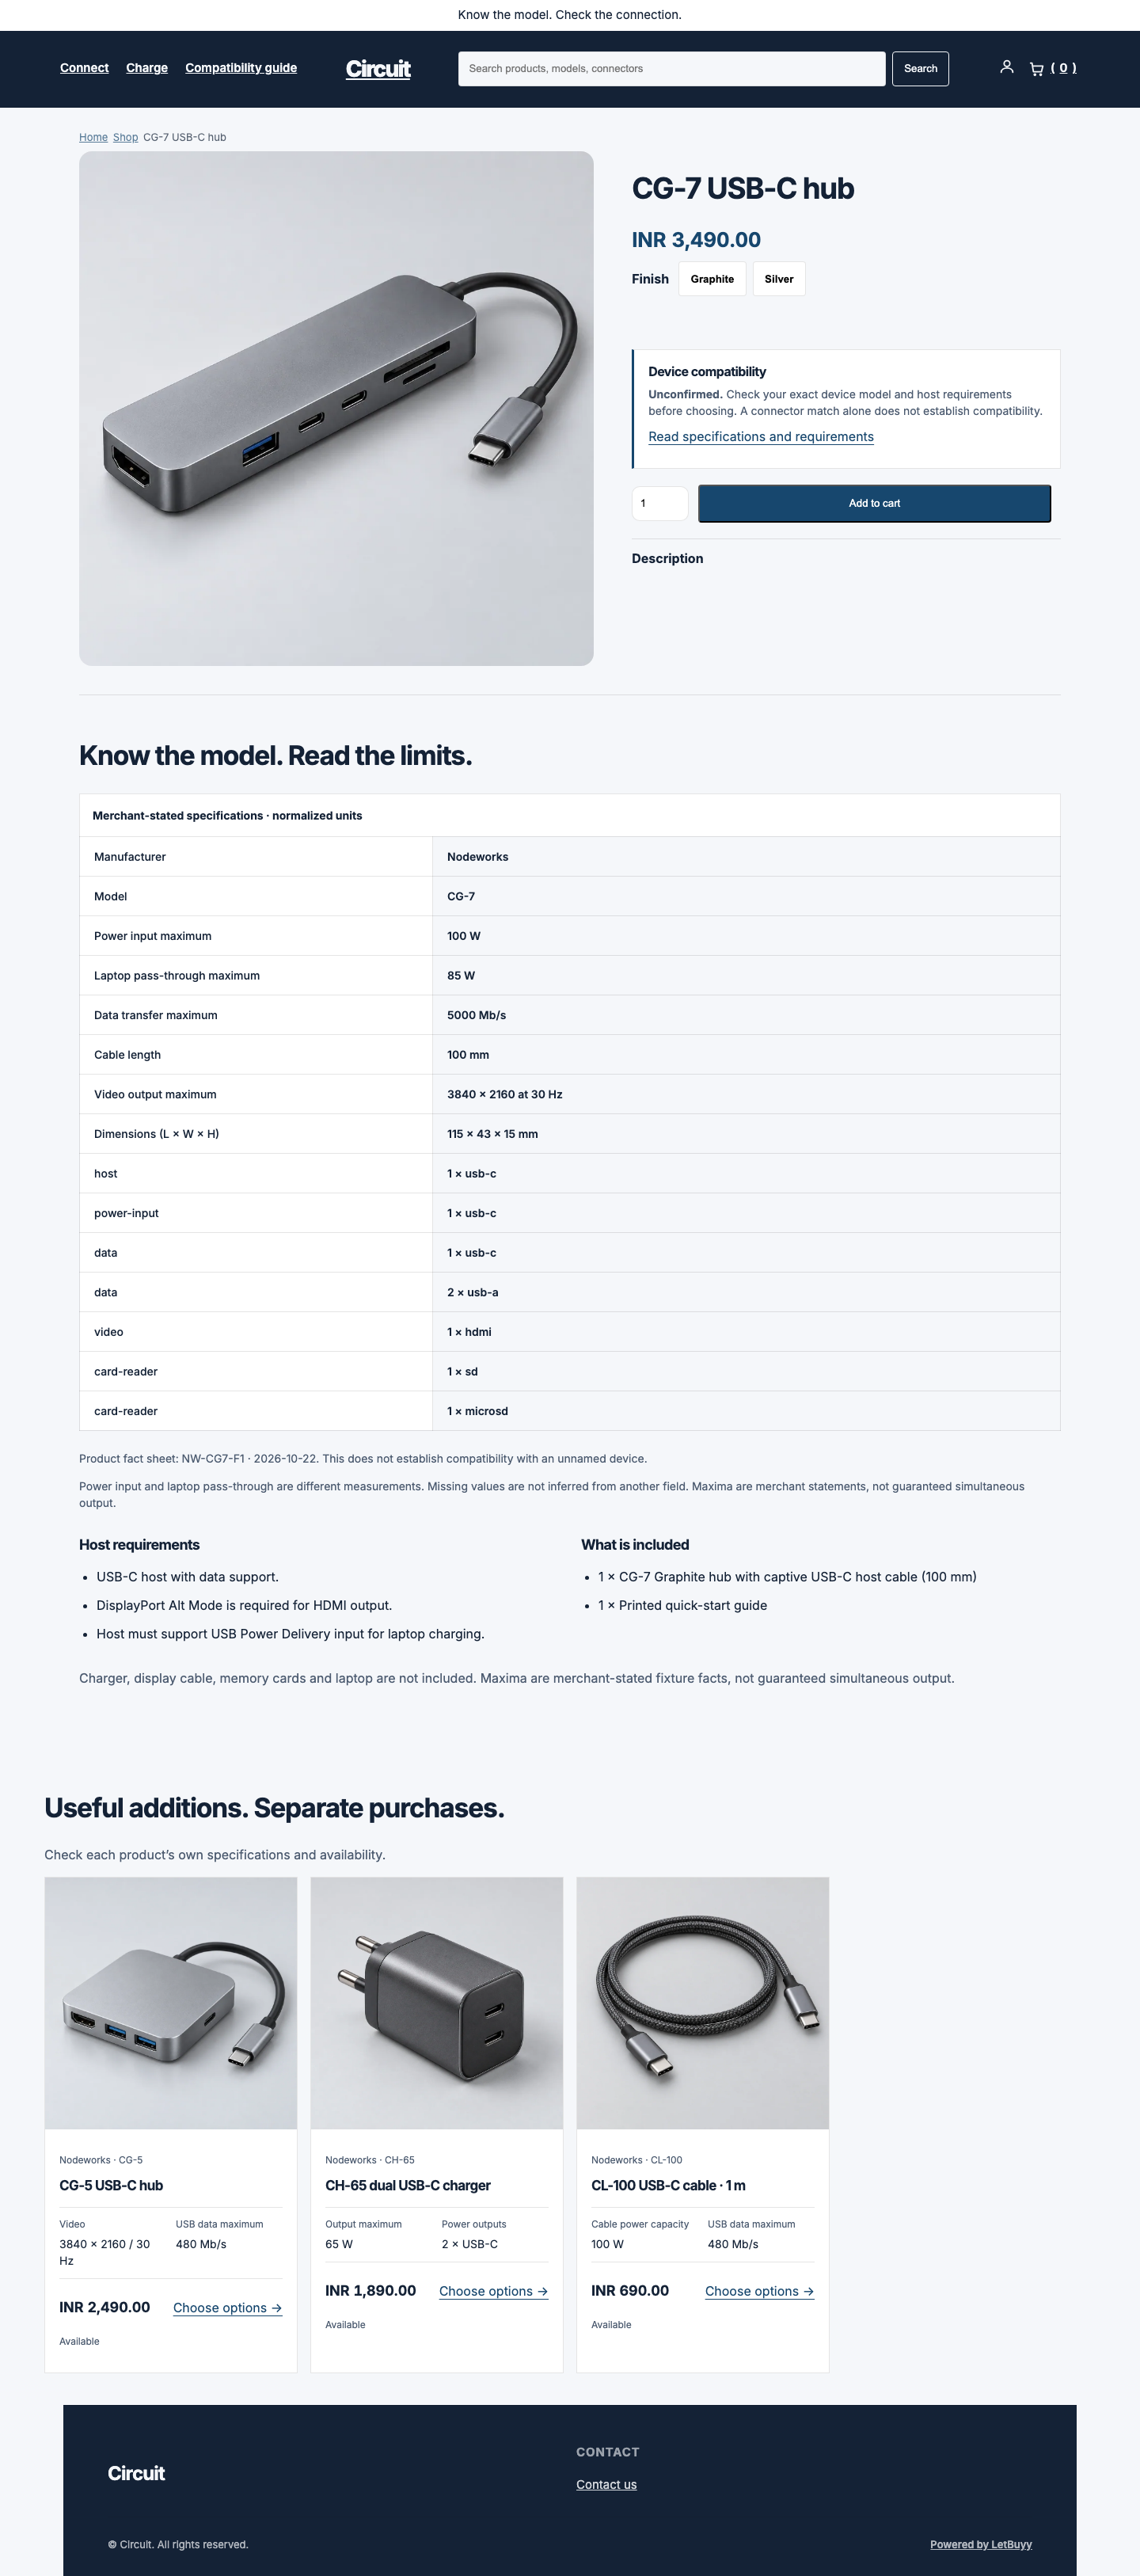 Know the model. Check the connection.
Connect Charge Compatibility guide Circuit Search products, models, connectors Search ( 0 )
Home Shop CG-7 USB-C hub
CG-7 USB-C hub
INR 3,490.00
Finish Graphite Silver
Device compatibility
Unconfirmed. Check your exact device model and host requirements
before choosing. A connector match alone does not establish compatibility.
Read specifications and requirements
1 Add to cart
Description
Know the model. Read the limits.
Merchant-stated specifications · normalized units
Manufacturer Nodeworks
Model CG-7
Power input maximum 100 W
Laptop pass-through maximum 85 W
Data transfer maximum 5000 Mb/s
Cable length 100 mm
Video output maximum 3840 × 2160 at 30 Hz
Dimensions (L × W × H) 115 × 43 × 15 mm
host 1 × usb-c
power-input 1 × usb-c
data 1 × usb-c
data 2 × usb-a
video 1 × hdmi
card-reader 1 × sd
card-reader 1 × microsd
Product fact sheet: NW-CG7-F1 · 2026-10-22. This does not establish compatibility with an unnamed device.
Power input and laptop pass-through are different measurements. Missing values are not inferred from another field. Maxima are merchant statements, not guaranteed simultaneous
output.
Host requirements
• USB-C host with data support.
• DisplayPort Alt Mode is required for HDMI output.
• Host must support USB Power Delivery input for laptop charging.
What is included
• 1 × CG-7 Graphite hub with captive USB-C host cable (100 mm)
• 1 × Printed quick-start guide
Charger, display cable, memory cards and laptop are not included. Maxima are merchant-stated fixture facts, not guaranteed simultaneous output.
Useful additions. Separate purchases.
Check each product’s own specifications and availability.
Nodeworks · CG-5
CG-5 USB-C hub
Video USB data maximum
3840 × 2160 / 30 480 Mb/s
Hz
INR 2,490.00 Choose options →
Available
Nodeworks · CH-65
CH-65 dual USB-C charger
Output maximum Power outputs
65 W 2 × USB-C
INR 1,890.00 Choose options →
Available
Nodeworks · CL-100
CL-100 USB-C cable · 1 m
Cable power capacity USB data maximum
100 W 480 Mb/s
INR 690.00 Choose options →
Available
Circuit
CONTACT
Contact us
© Circuit. All rights reserved. Powered by LetBuyy